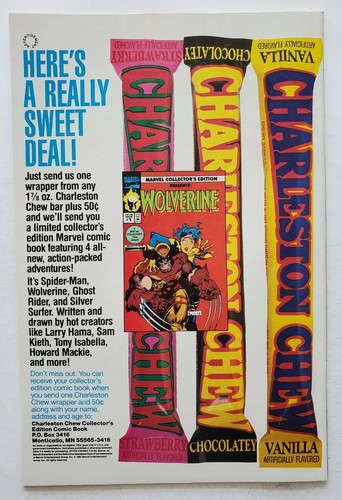 HERE'S
A REALLY
SWEET
DEAL!
Just send us one
wrapper from any
1 7/8 oz. Charleston
Chew bar plus 50¢
and we'll send you
a limited collector's
edition Marvel comic
book featuring 4 all-
new, action-packed
adventures!
It's Spider-Man,
Wolverine, Ghost
Rider, and Silver
Surfer. Written and
drawn by hot creators
like Larry Hama, Sam
Kieth, Tony Isabella,
Howard Mackie,
and more!
Don't miss out. You can
receive your collector's
edition comic book
when you send one
Charleston Chew
wrapper and 50¢
along with your name,
address and age to:
Charleston Chew Collector's
Edition Comic Book
P.O. Box 3416
Monticello, MN 55565-3416
STRAWBERRY
ARTIFICIALLY FLAVORED
CHARLESTON CHEW
STRAWBERRY
CHOCOLATEY
CHARLESTON CHEW
CHOCOLATEY
VANILLA
ARTIFICIALLY FLAVORED
CHARLESTON CHEW
VANILLA
ARTIFICIALLY FLAVORED
MARVEL COLLECTOR'S EDITION
PRESENTS:
WOLVERINE